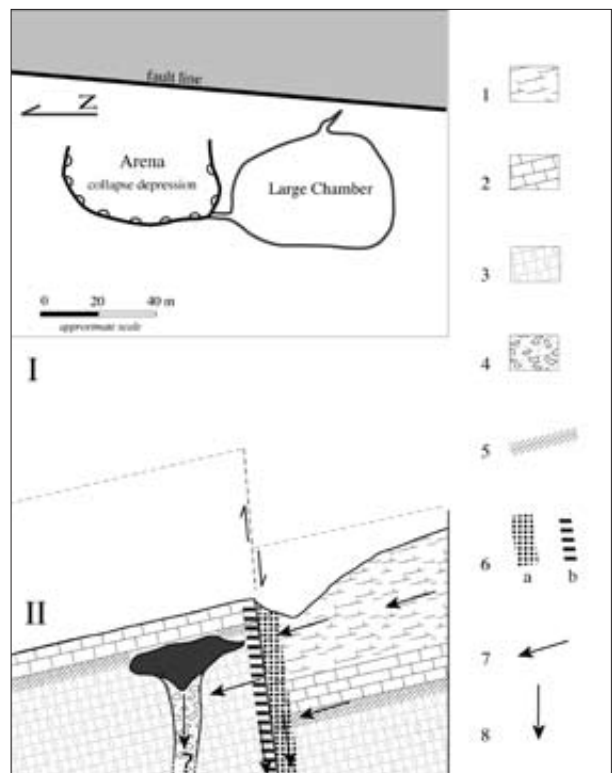 fault line
N
Arena
collapse depression
Large Chamber
0 20 40 m
approximate scale
I
II
?
1
2
3
4
5
6
a b
7
8